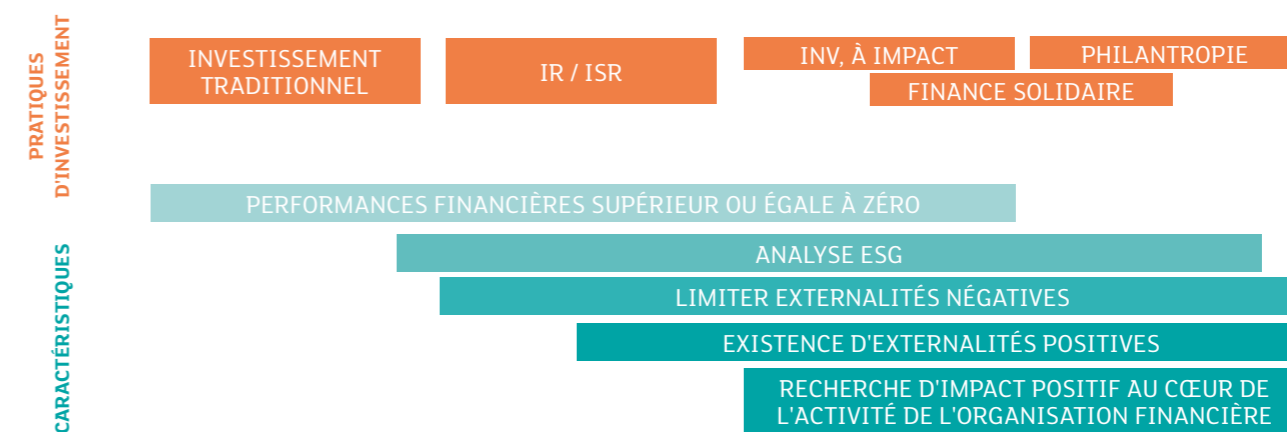 PRATIQUES
D'INVESTISSEMENT
INVESTISSEMENT
TRADITIONNEL
IR / ISR
INV, À IMPACT
PHILANTROPIE
FINANCE SOLIDAIRE
CARACTÉRISTIQUES
PERFORMANCES FINANCIÈRES SUPÉRIEUR OU ÉGALE À ZÉRO
ANALYSE ESG
LIMITER EXTERNALITÉS NÉGATIVES
EXISTENCE D'EXTERNALITÉS POSITIVES
RECHERCHE D'IMPACT POSITIF AU CŒUR DE
L'ACTIVITÉ DE L'ORGANISATION FINANCIÈRE